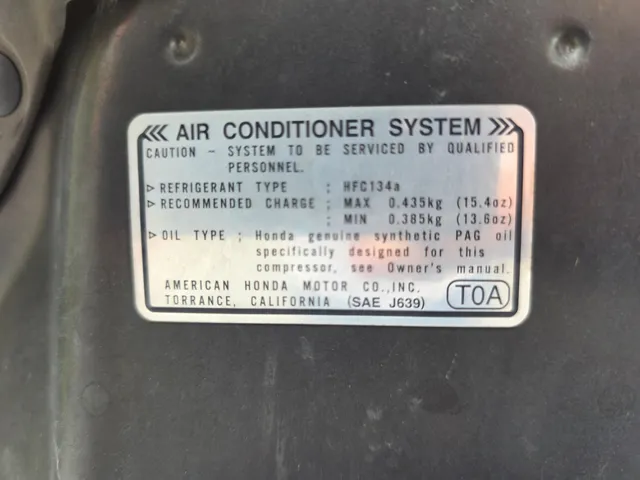 AIR CONDITIONER SYSTEM
CAUTION - SYSTEM TO BE SERVICED BY QUALIFIED
PERSONNEL.
REFRIGERANT TYPE : HFC134a
RECOMMENDED CHARGE : MAX 0.435kg (15.4oz)
: MIN 0.385kg (13.6oz)
OIL TYPE : Honda genuine synthetic PAG oil
specifically designed for this
compressor, see Owner's manual.
AMERICAN HONDA MOTOR CO.,INC.
TORRANCE, CALIFORNIA (SAE J639) T0A